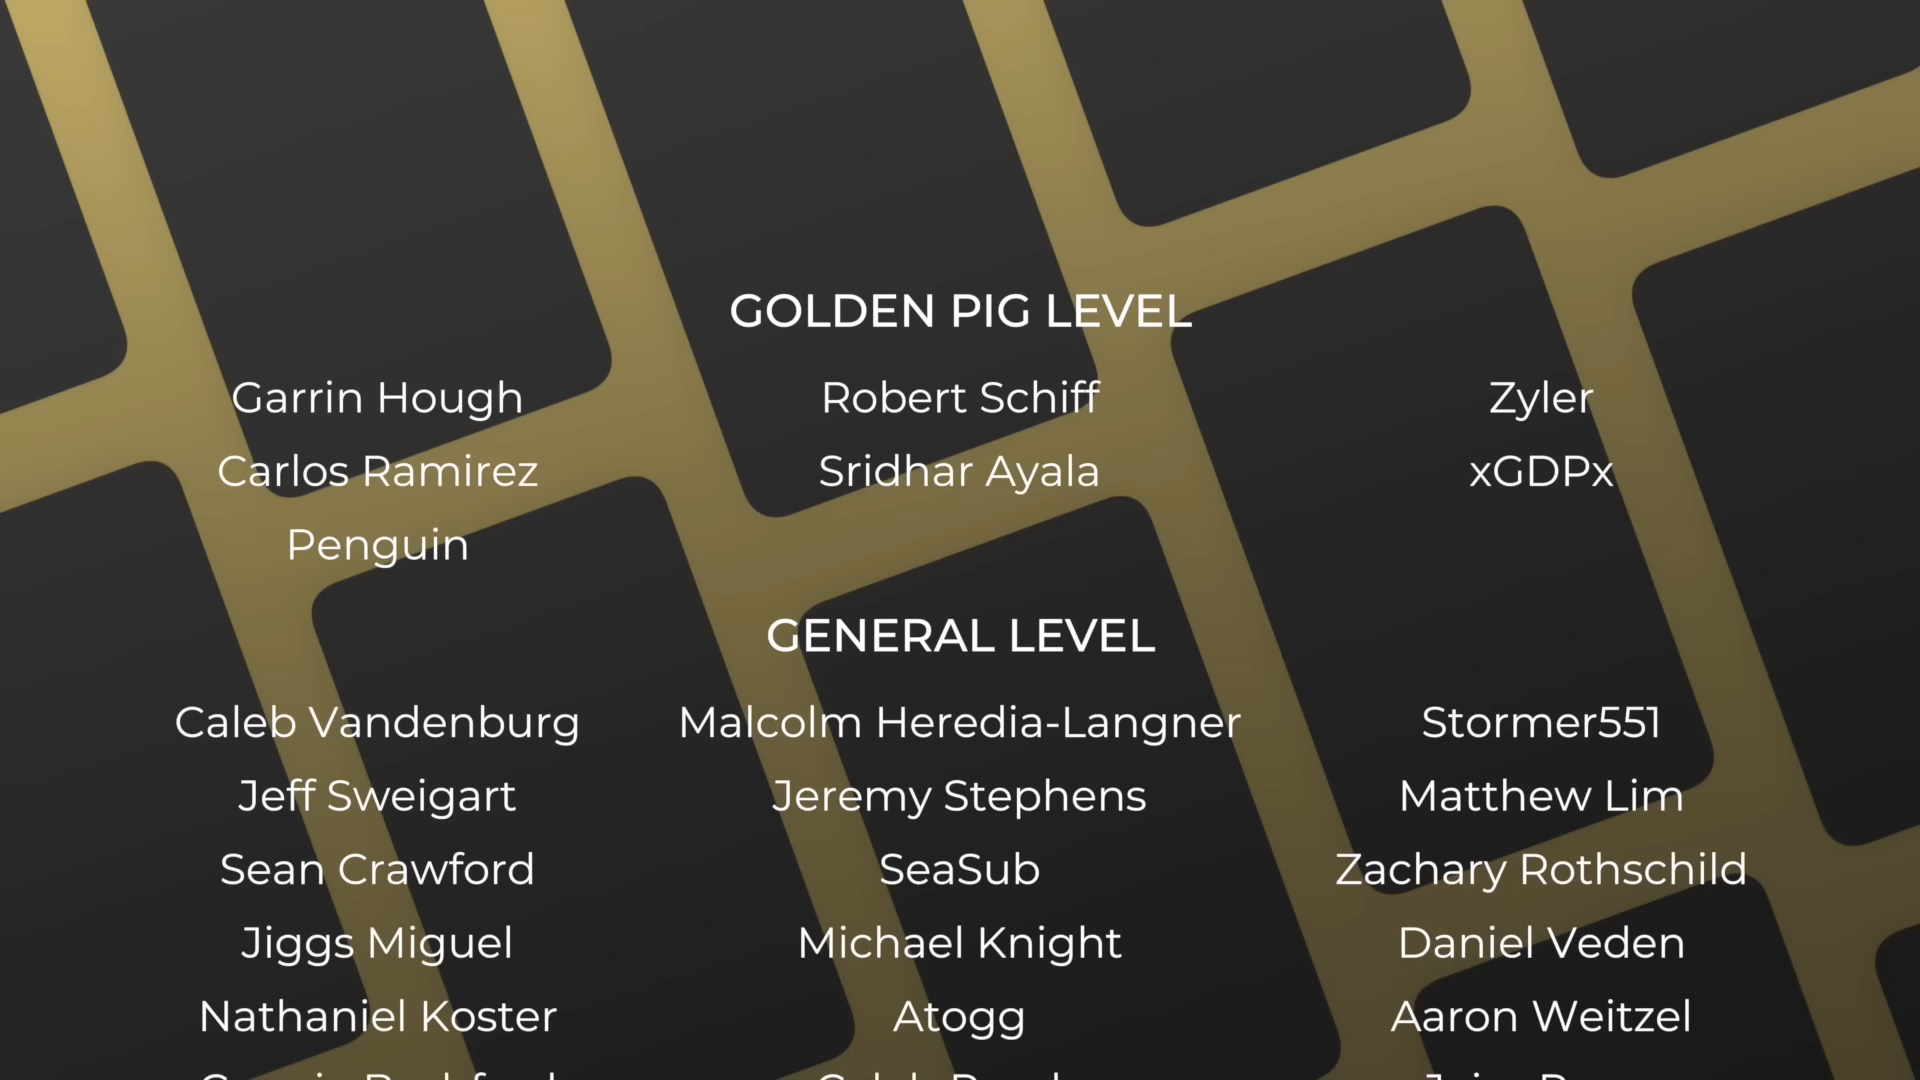 GOLDEN PIG LEVEL
Garrin Hough Robert Schiff Zyler
Carlos Ramirez Sridhar Ayala xGDPx
Penguin
GENERAL LEVEL
Caleb Vandenburg Malcolm Heredia-Langner Stormer551
Jeff Sweigart Jeremy Stephens Matthew Lim
Sean Crawford SeaSub Zachary Rothschild
Jiggs Miguel Michael Knight Daniel Veden
Nathaniel Koster Atogg Aaron Weitzel